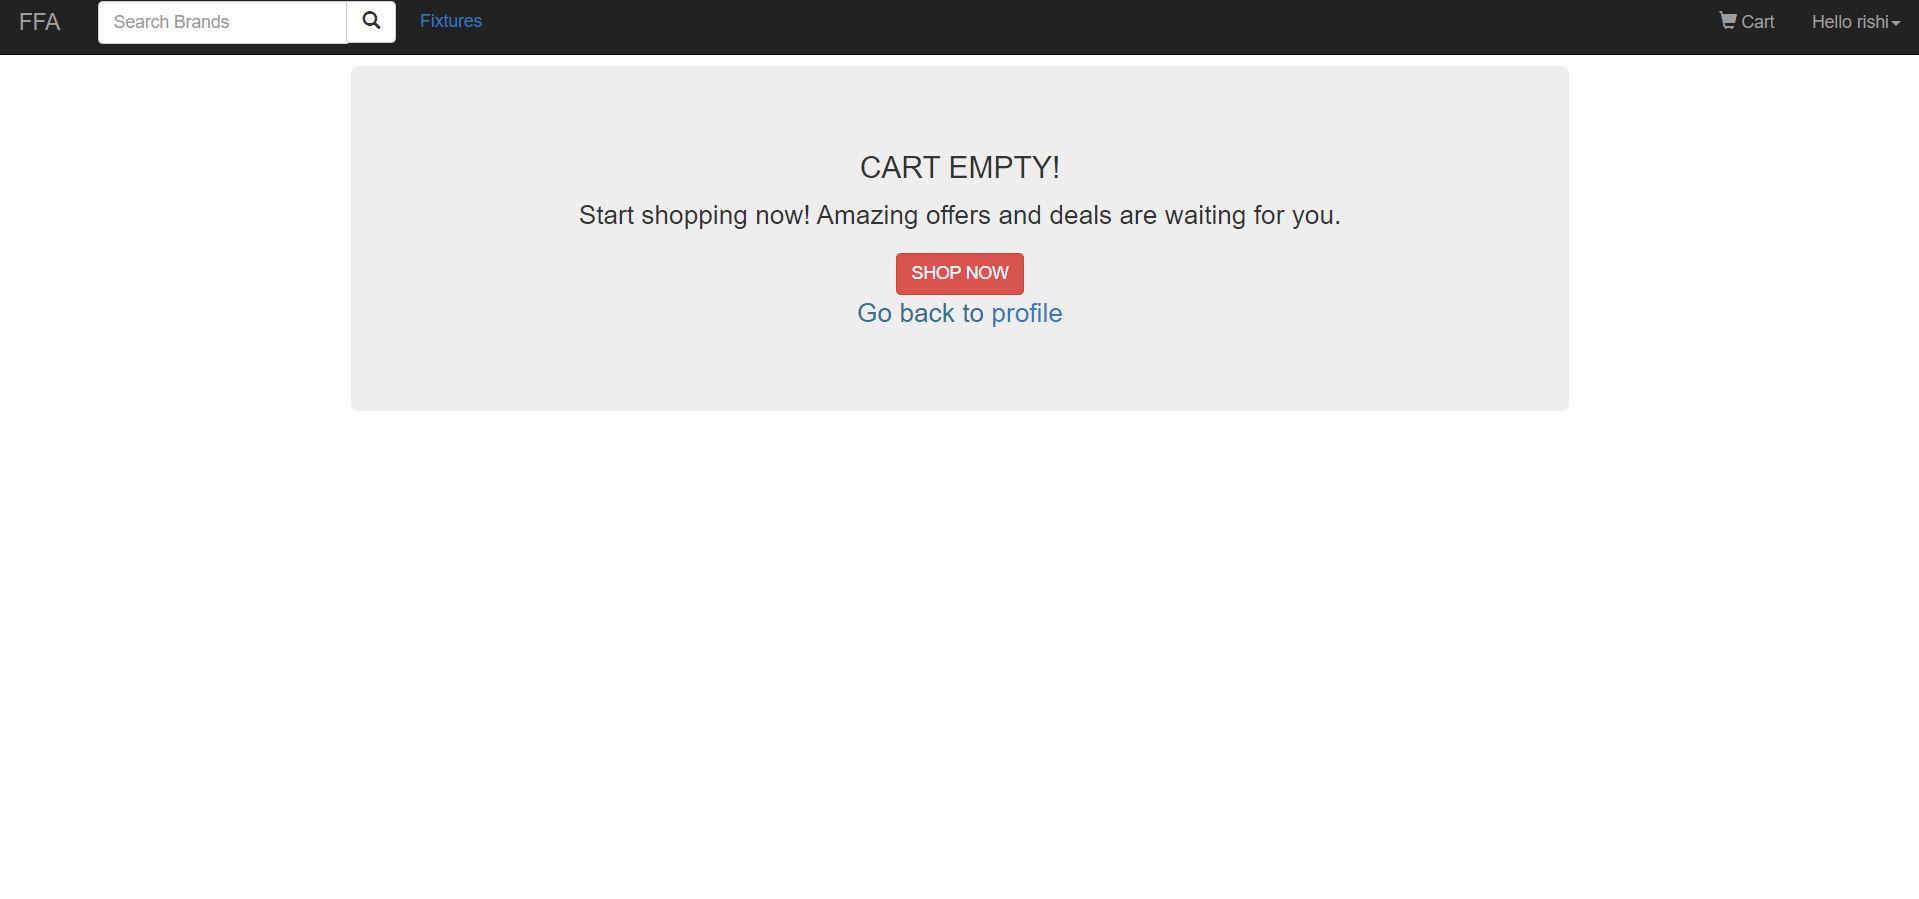 FFA Search Brands Fixtures Cart Hello rishi
CART EMPTY!
Start shopping now! Amazing offers and deals are waiting for you.
SHOP NOW
Go back to profile